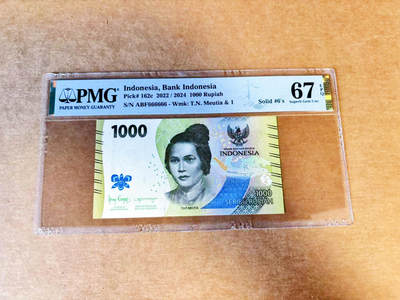 PMG
PAPER MONEY GUARANTY
Indonesia, Bank Indonesia
Pick# 162c 2022 / 2024 1000 Rupiah
S/N ABF666666 - Wmk: T.N. Meutia & 1
Solid #6's
67 EPQ
Superb Gem Unc
1000
INDONESIA
1000
SERIBU RUPIAH